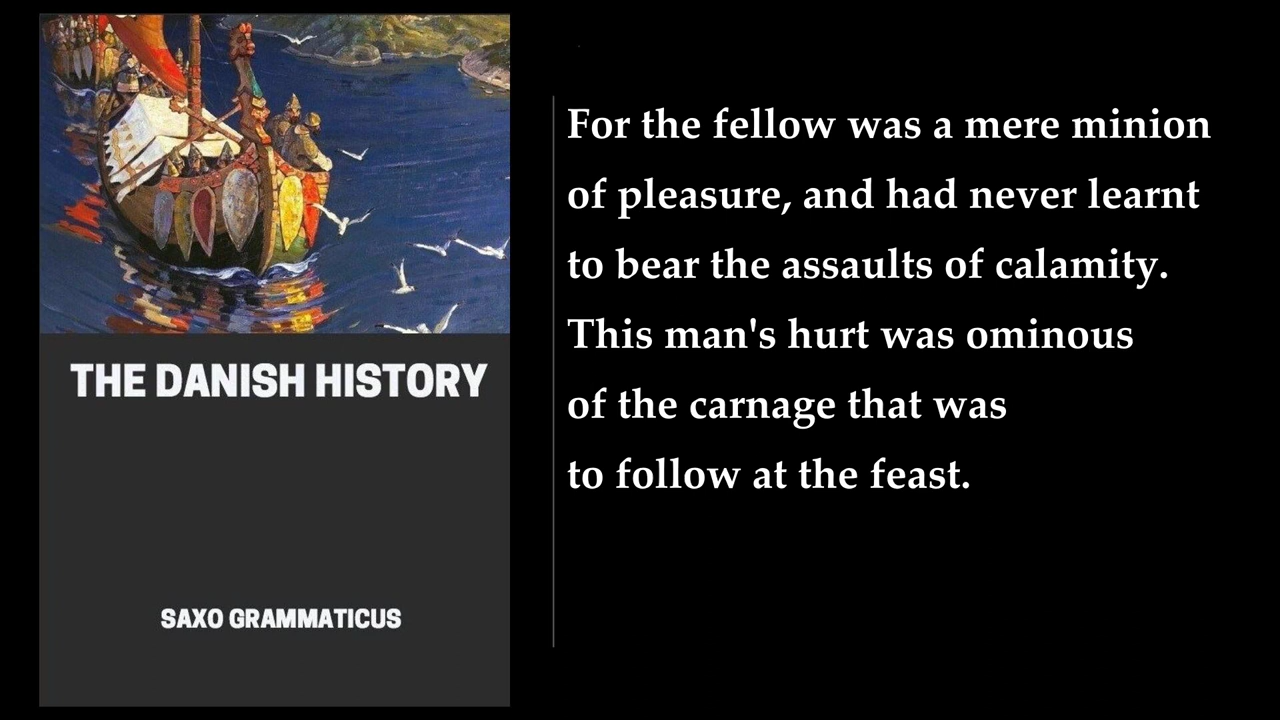 THE DANISH HISTORY
SAXO GRAMMATICUS
For the fellow was a mere minion
of pleasure, and had never learnt
to bear the assaults of calamity.
This man's hurt was ominous
of the carnage that was
to follow at the feast.